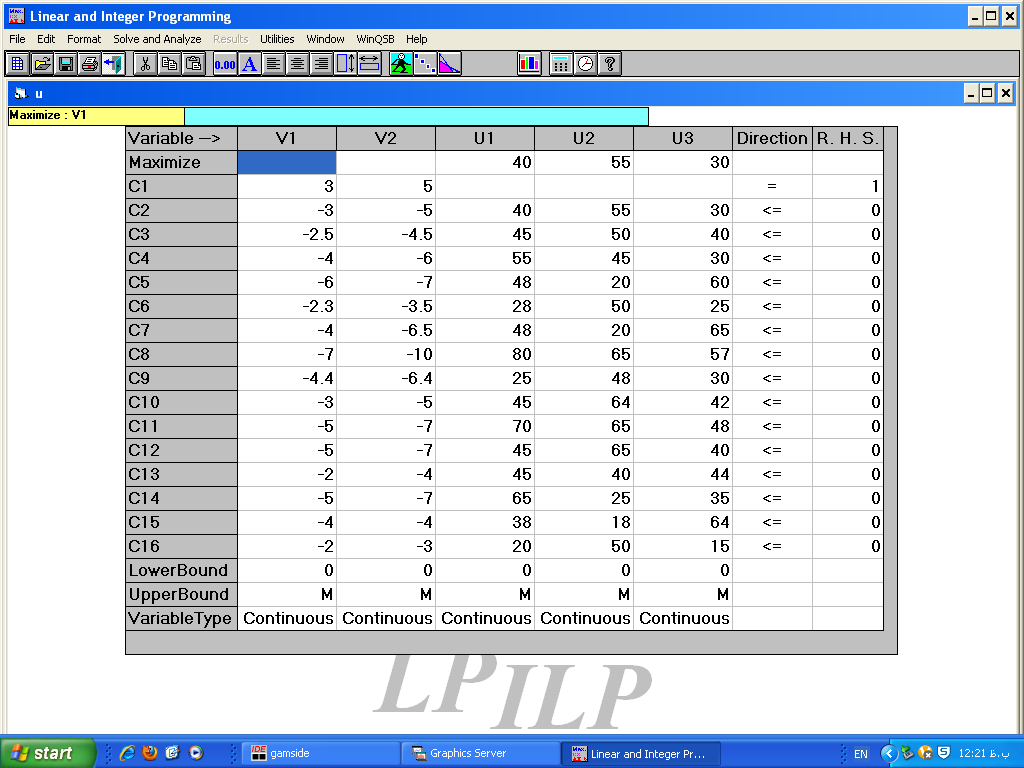 Linear and Integer Programming
File Edit Format Solve and Analyze Results Utilities Window WinQSB Help
0.00 A
u
Maximize : V1
Variable --> V1 V2 U1 U2 U3 Direction R. H. S.
Maximize 40 55 30
C1 3 5 = 1
C2 -3 -5 40 55 30 <= 0
C3 -2.5 -4.5 45 50 40 <= 0
C4 -4 -6 55 45 30 <= 0
C5 -6 -7 48 20 60 <= 0
C6 -2.3 -3.5 28 50 25 <= 0
C7 -4 -6.5 48 20 65 <= 0
C8 -7 -10 80 65 57 <= 0
C9 -4.4 -6.4 25 48 30 <= 0
C10 -3 -5 45 64 42 <= 0
C11 -5 -7 70 65 48 <= 0
C12 -5 -7 45 65 40 <= 0
C13 -2 -4 45 40 44 <= 0
C14 -5 -7 65 25 35 <= 0
C15 -4 -4 38 18 64 <= 0
C16 -2 -3 20 50 15 <= 0
LowerBound 0 0 0 0 0
UpperBound M M M M M
VariableType Continuous Continuous Continuous Continuous Continuous
LP ILP
start gamside Graphics Server Linear and Integer Pr... EN 12:21 ب.ظ